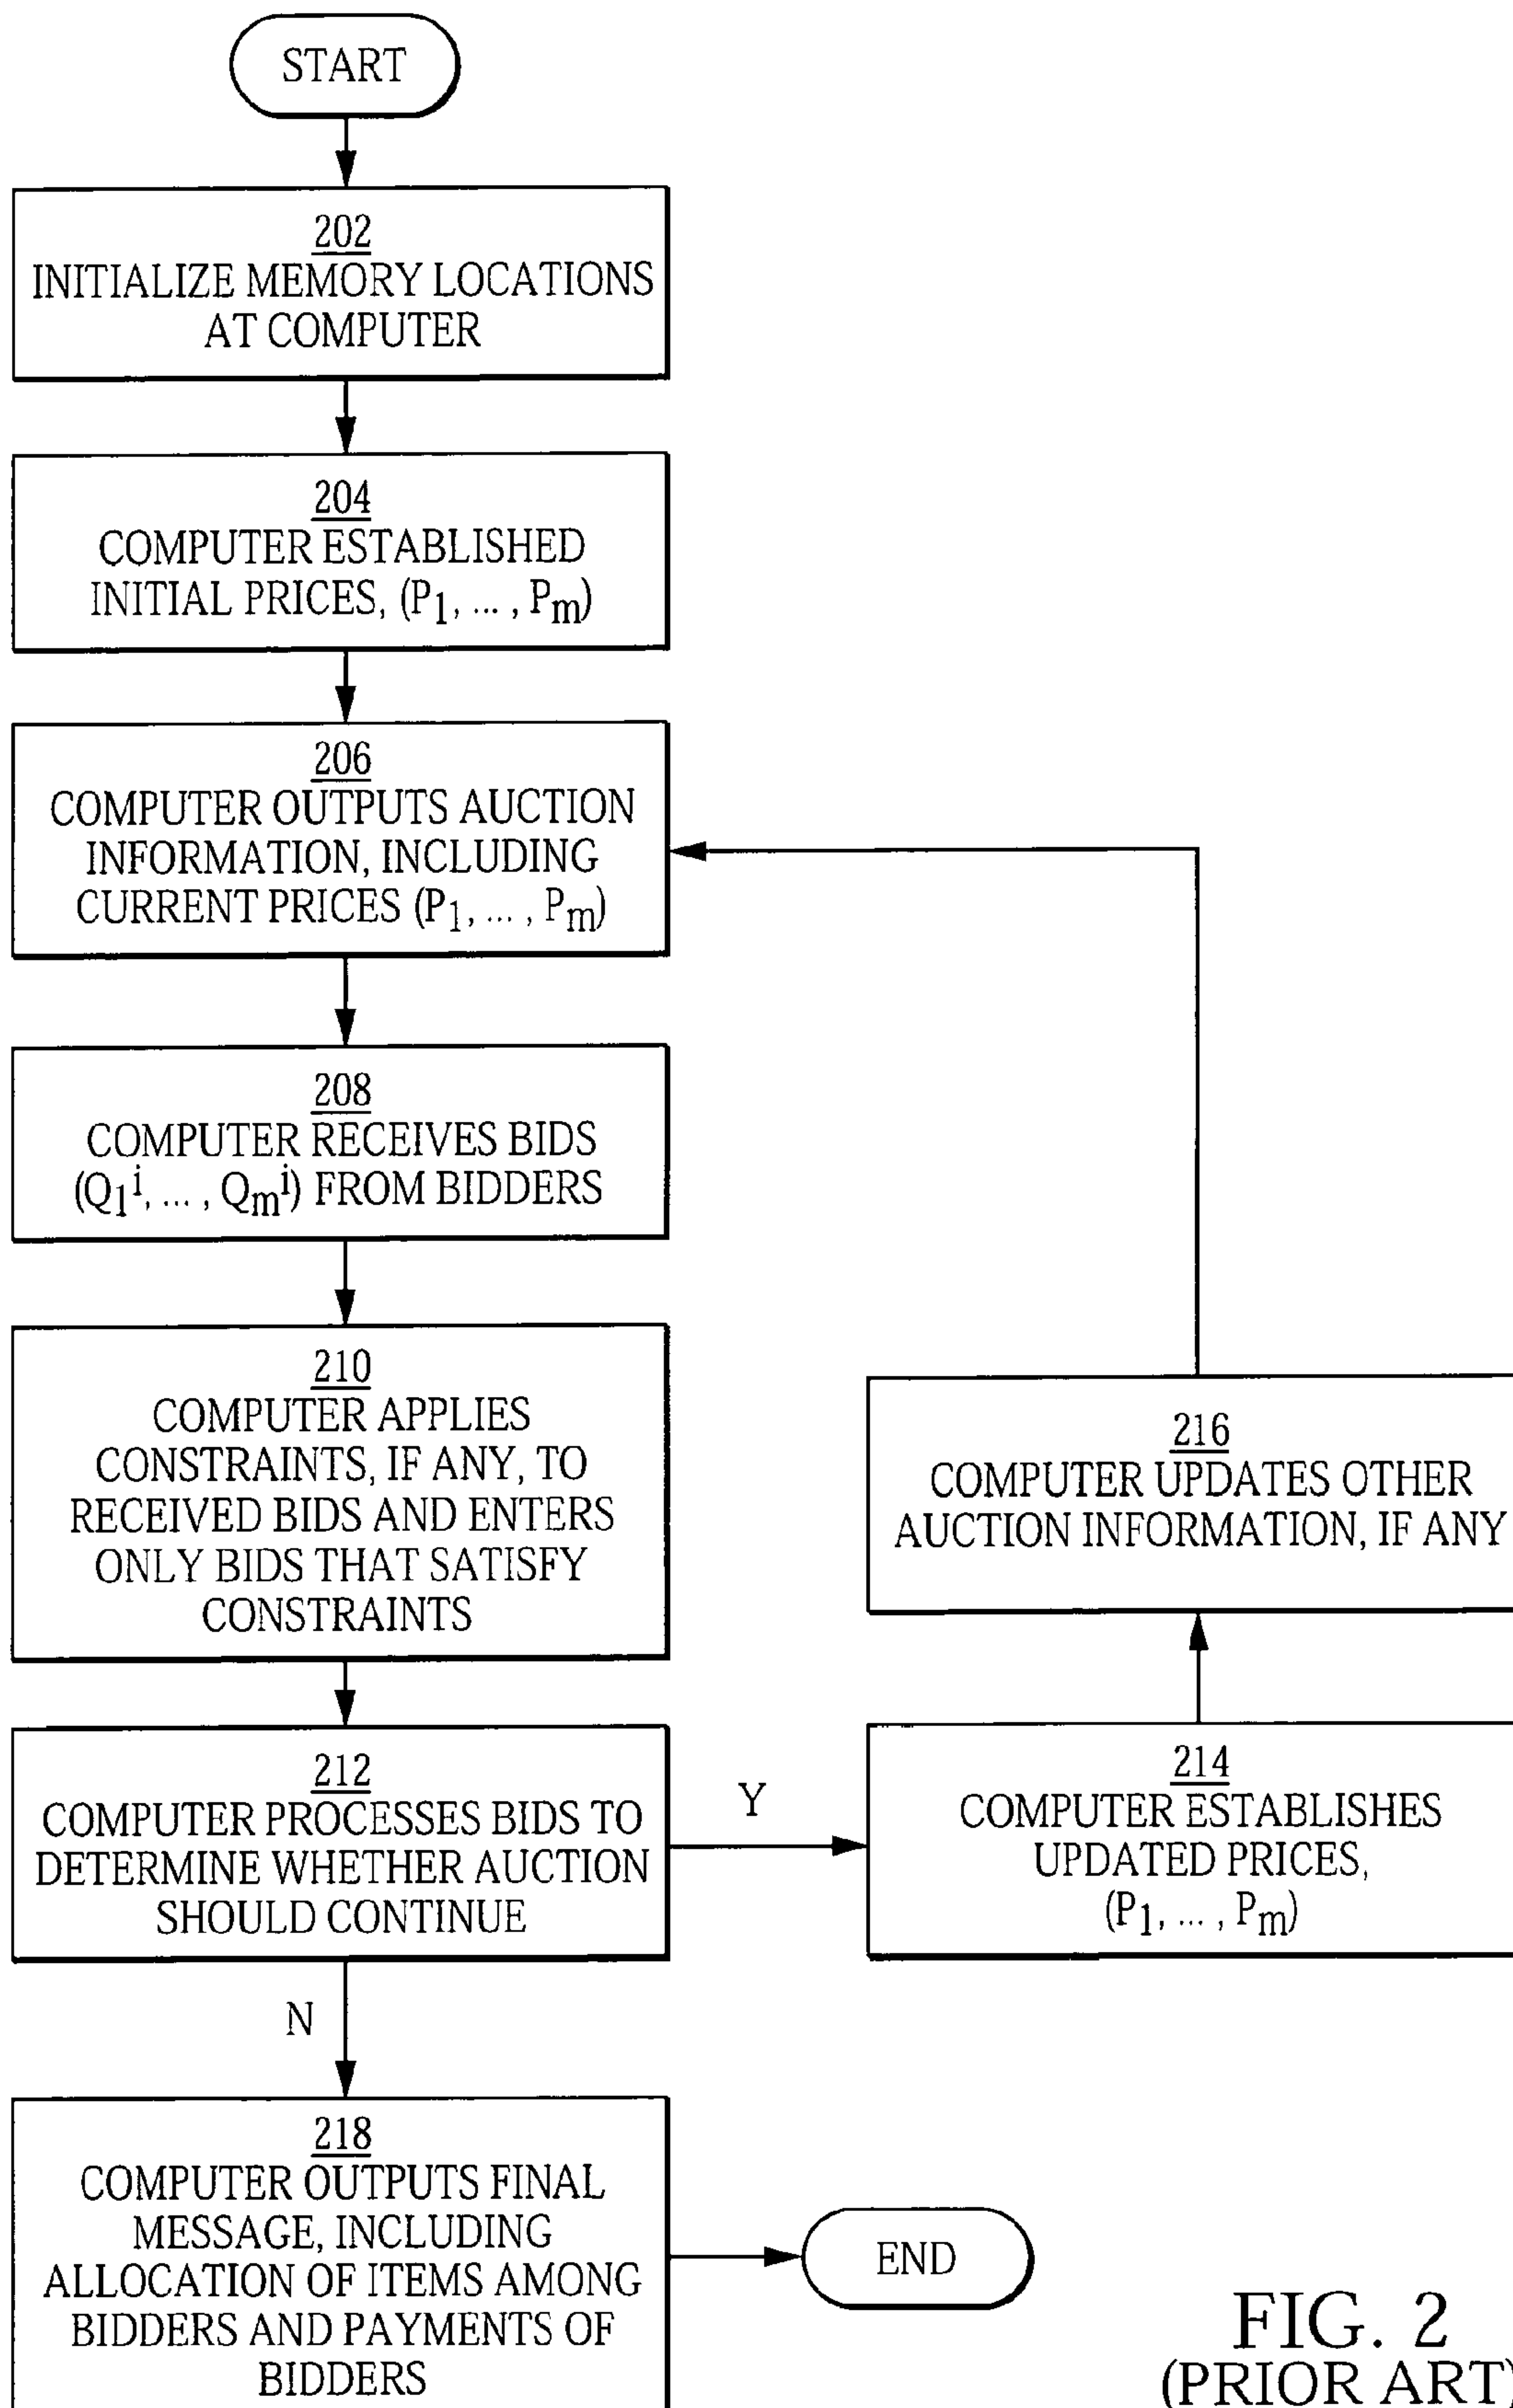 START
202
INITIALIZE MEMORY LOCATIONS
AT COMPUTER
204
COMPUTER ESTABLISHED
INITIAL PRICES, (P1, ... , Pm)
206
COMPUTER OUTPUTS AUCTION
INFORMATION, INCLUDING
CURRENT PRICES (P1, ... , Pm)
208
COMPUTER RECEIVES BIDS
(Q1^i, ... , Qm^i) FROM BIDDERS
210
COMPUTER APPLIES
CONSTRAINTS, IF ANY, TO
RECEIVED BIDS AND ENTERS
ONLY BIDS THAT SATISFY
CONSTRAINTS
212
COMPUTER PROCESSES BIDS TO
DETERMINE WHETHER AUCTION
SHOULD CONTINUE
Y
214
COMPUTER ESTABLISHES
UPDATED PRICES,
(P1, ... , Pm)
216
COMPUTER UPDATES OTHER
AUCTION INFORMATION, IF ANY
N
218
COMPUTER OUTPUTS FINAL
MESSAGE, INCLUDING
ALLOCATION OF ITEMS AMONG
BIDDERS AND PAYMENTS OF
BIDDERS
END
FIG. 2
(PRIOR ART)